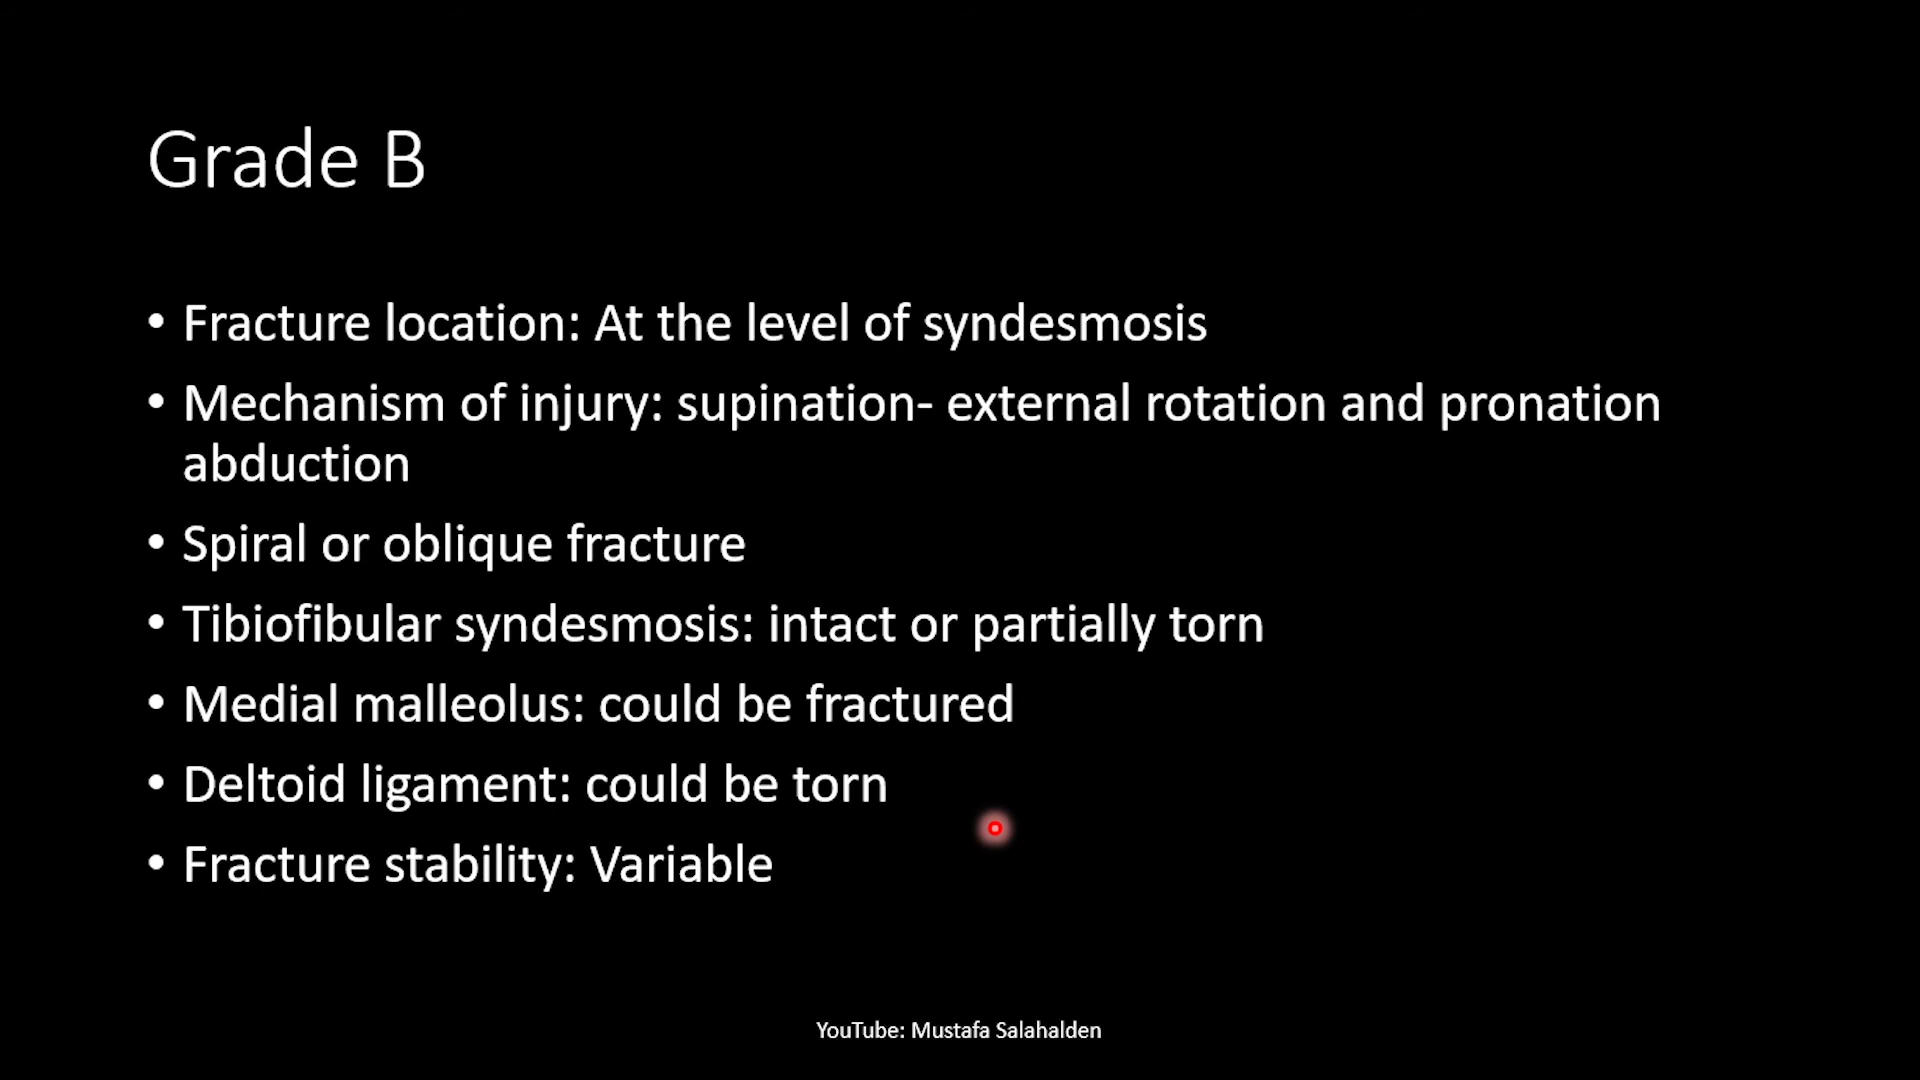 Grade B
• Fracture location: At the level of syndesmosis
• Mechanism of injury: supination- external rotation and pronation
abduction
• Spiral or oblique fracture
• Tibiofibular syndesmosis: intact or partially torn
• Medial malleolus: could be fractured
• Deltoid ligament: could be torn
• Fracture stability: Variable
YouTube: Mustafa Salahalden